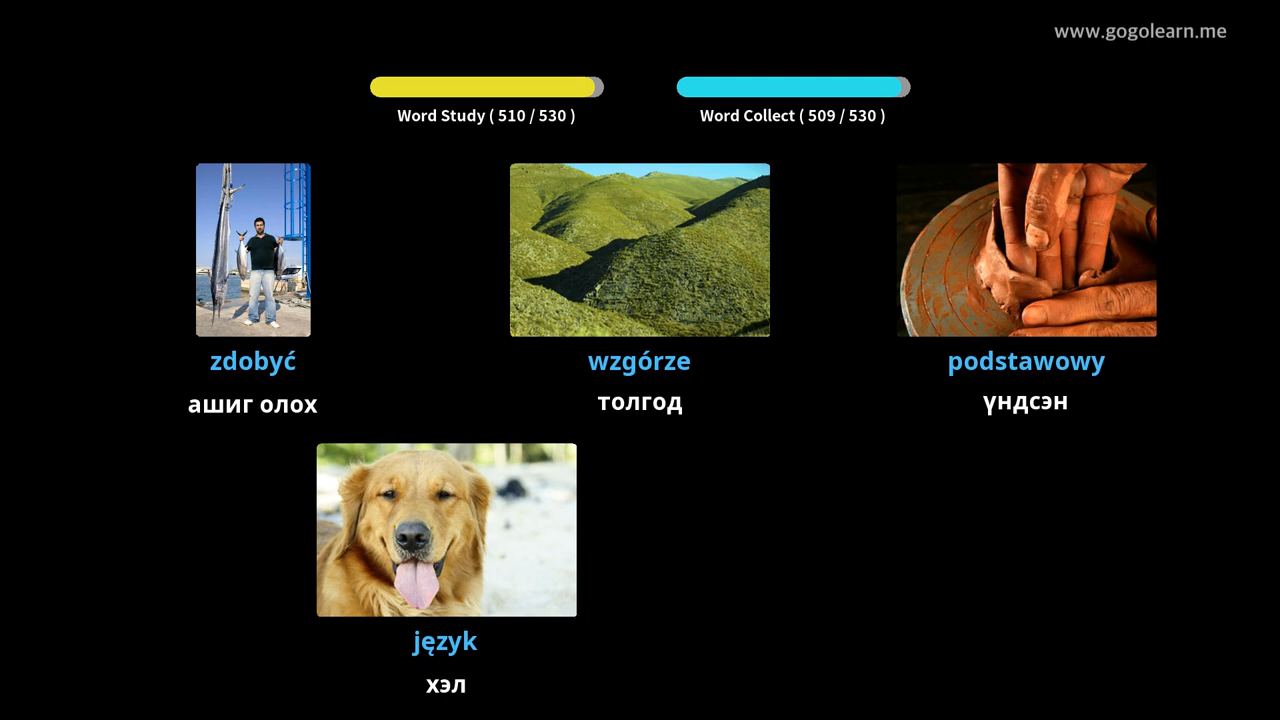 www.gogolearn.me
Word Study ( 510 / 530 )
Word Collect ( 509 / 530 )
zdobyć
ашиг олох
wzgórze
толгод
podstawowy
үндсэн
język
хэл